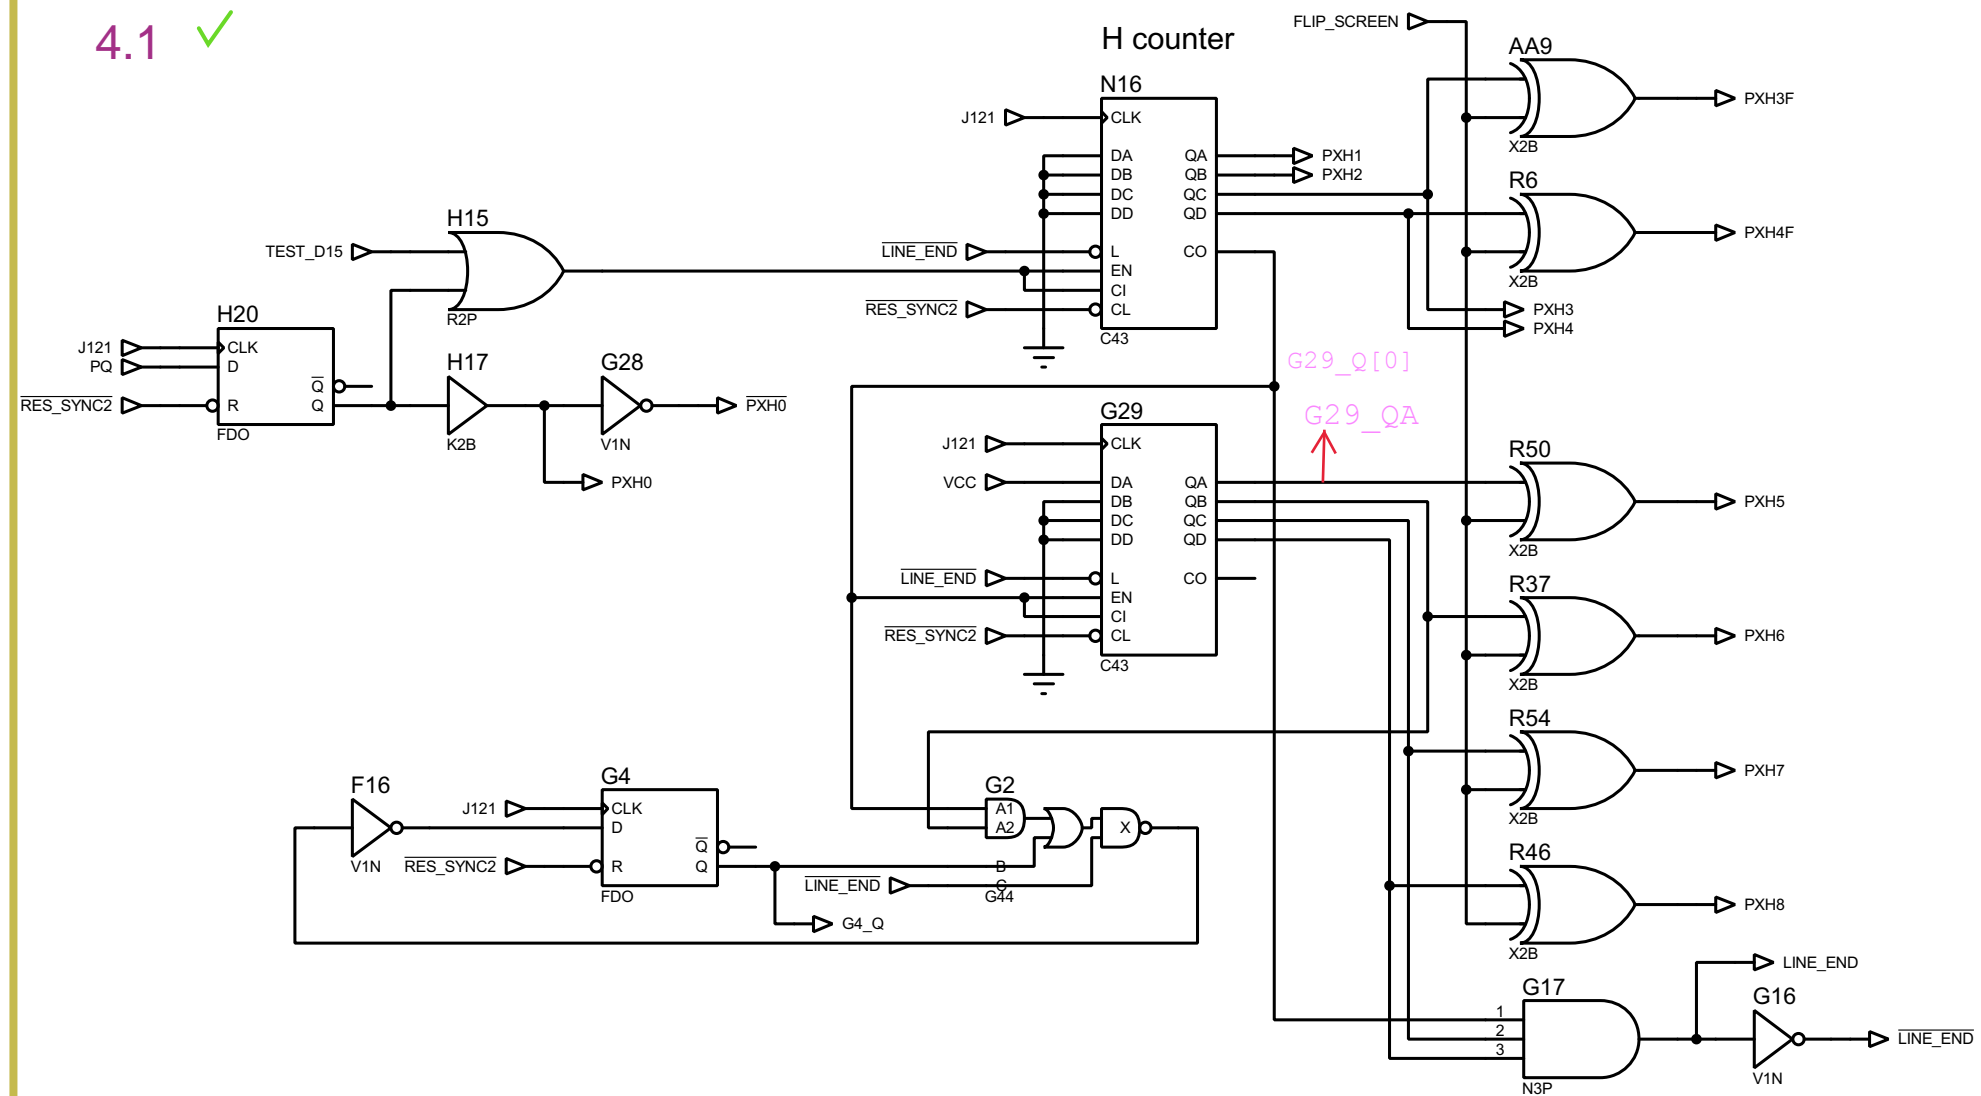 4.1
H counter
FLIP_SCREEN
AA9
PXH3F
X2B
N16
J121
CLK
DA
DB
DC
DD
L
EN
CI
CL
QA
QB
QC
QD
CO
C43
PXH1
PXH2
LINE_END
RES_SYNC2
R6
PXH4F
X2B
PXH3
PXH4
TEST_D15
H15
R2P
H20
J121
PQ
RES_SYNC2
CLK
D
R
Q
Q
FDO
H17
K2B
G28
V1N
PXH0
PXH0
G29_Q[0]
G29_QA
G29
J121
VCC
CLK
DA
DB
DC
DD
L
EN
CI
CL
QA
QB
QC
QD
CO
C43
LINE_END
RES_SYNC2
R50
PXH5
X2B
R37
PXH6
X2B
R54
PXH7
X2B
R46
PXH8
X2B
F16
V1N
G4
J121
CLK
D
RES_SYNC2
R
Q
Q
FDO
G4_Q
G2
A1
A2
X
B
C
G44
LINE_END
G17
1
2
3
N3P
LINE_END
G16
V1N
LINE_END